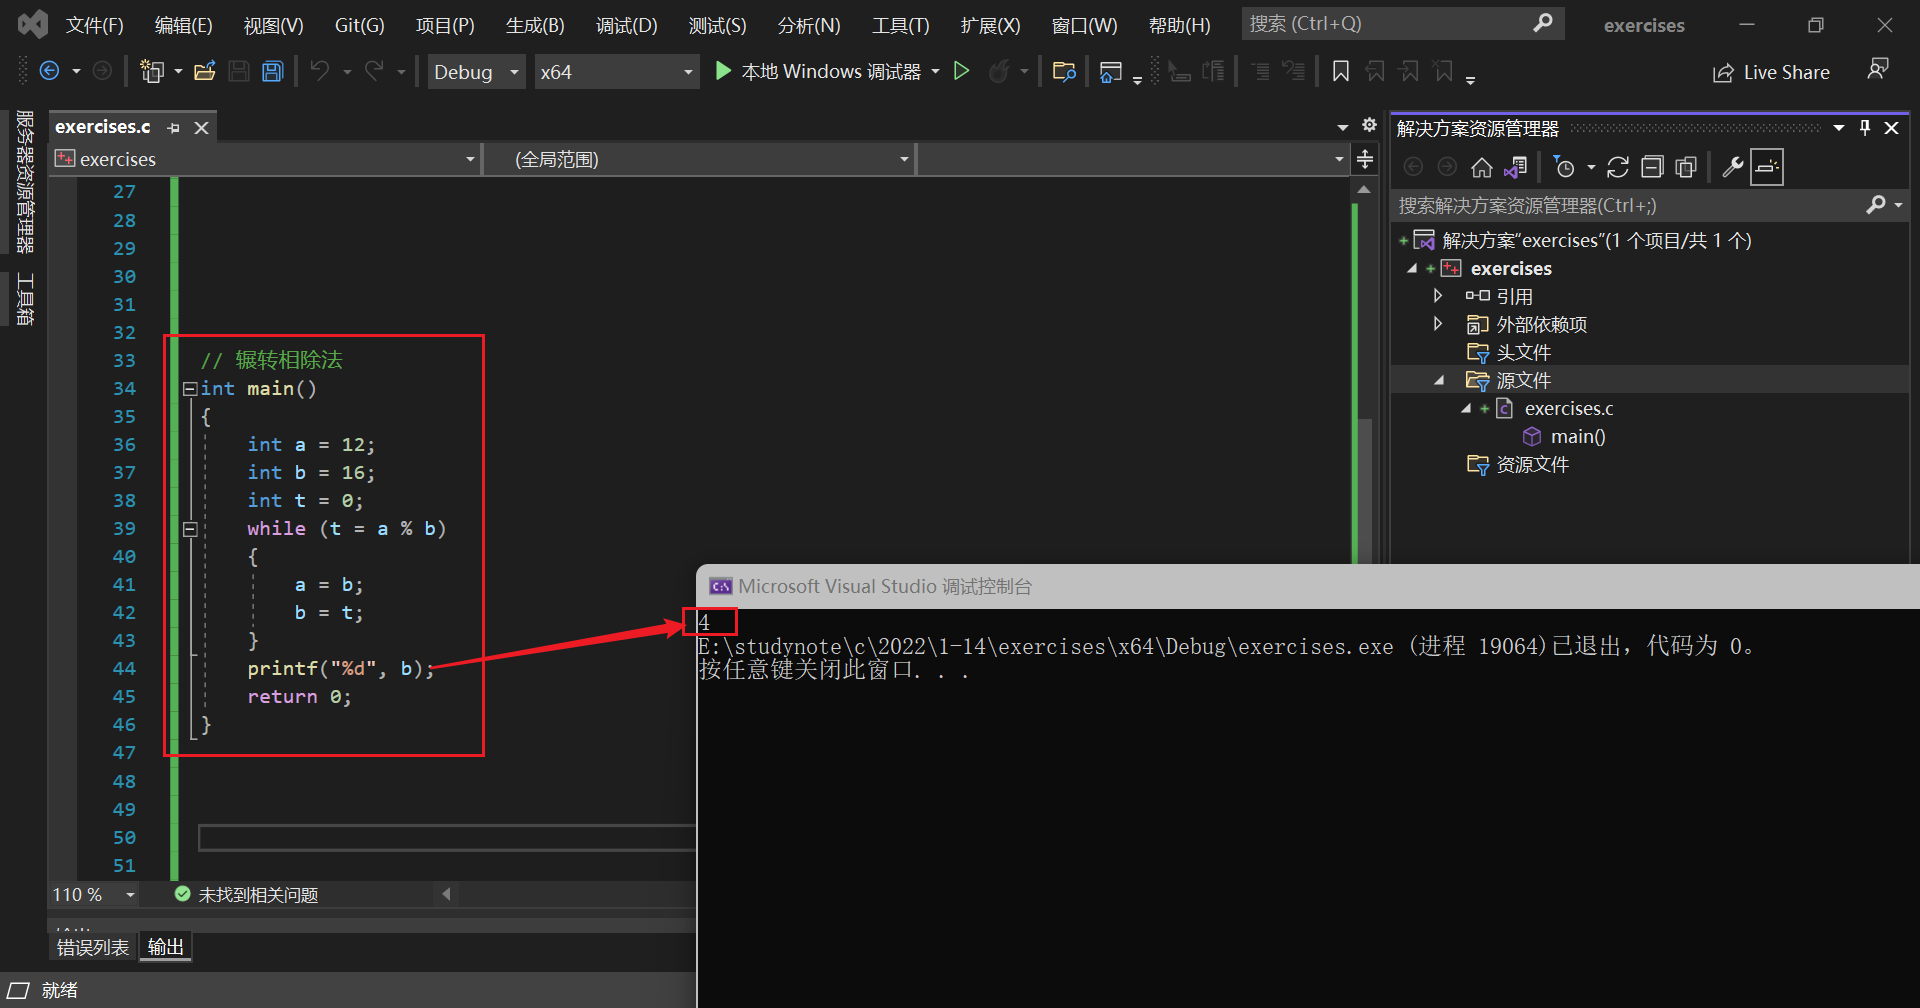 文件(F) 编辑(E) 视图(V) Git(G) 项目(P) 生成(B) 调试(D) 测试(S) 分析(N) 工具(T) 扩展(X) 窗口(W) 帮助(H) 搜索 (Ctrl+Q) exercises
Debug x64 本地 Windows 调试器 Live Share
服务器资源管理器
工具箱
exercises.c
exercises (全局范围)
27
28
29
30
31
32
33 // 辗转相除法
34 int main()
35 {
36 int a = 12;
37 int b = 16;
38 int t = 0;
39 while (t = a % b)
40 {
41 a = b;
42 b = t;
43 }
44 printf("%d", b);
45 return 0;
46 }
47
48
49
50
51
110 % 未找到相关问题
错误列表 输出
就绪
解决方案资源管理器
搜索解决方案资源管理器(Ctrl+;)
解决方案“exercises”(1 个项目/共 1 个)
exercises
引用
外部依赖项
头文件
源文件
exercises.c
main()
资源文件
Microsoft Visual Studio 调试控制台
4
E:\studynote\c\2022\1-14\exercises\x64\Debug\exercises.exe (进程 19064)已退出，代码为 0。
按任意键关闭此窗口. . .